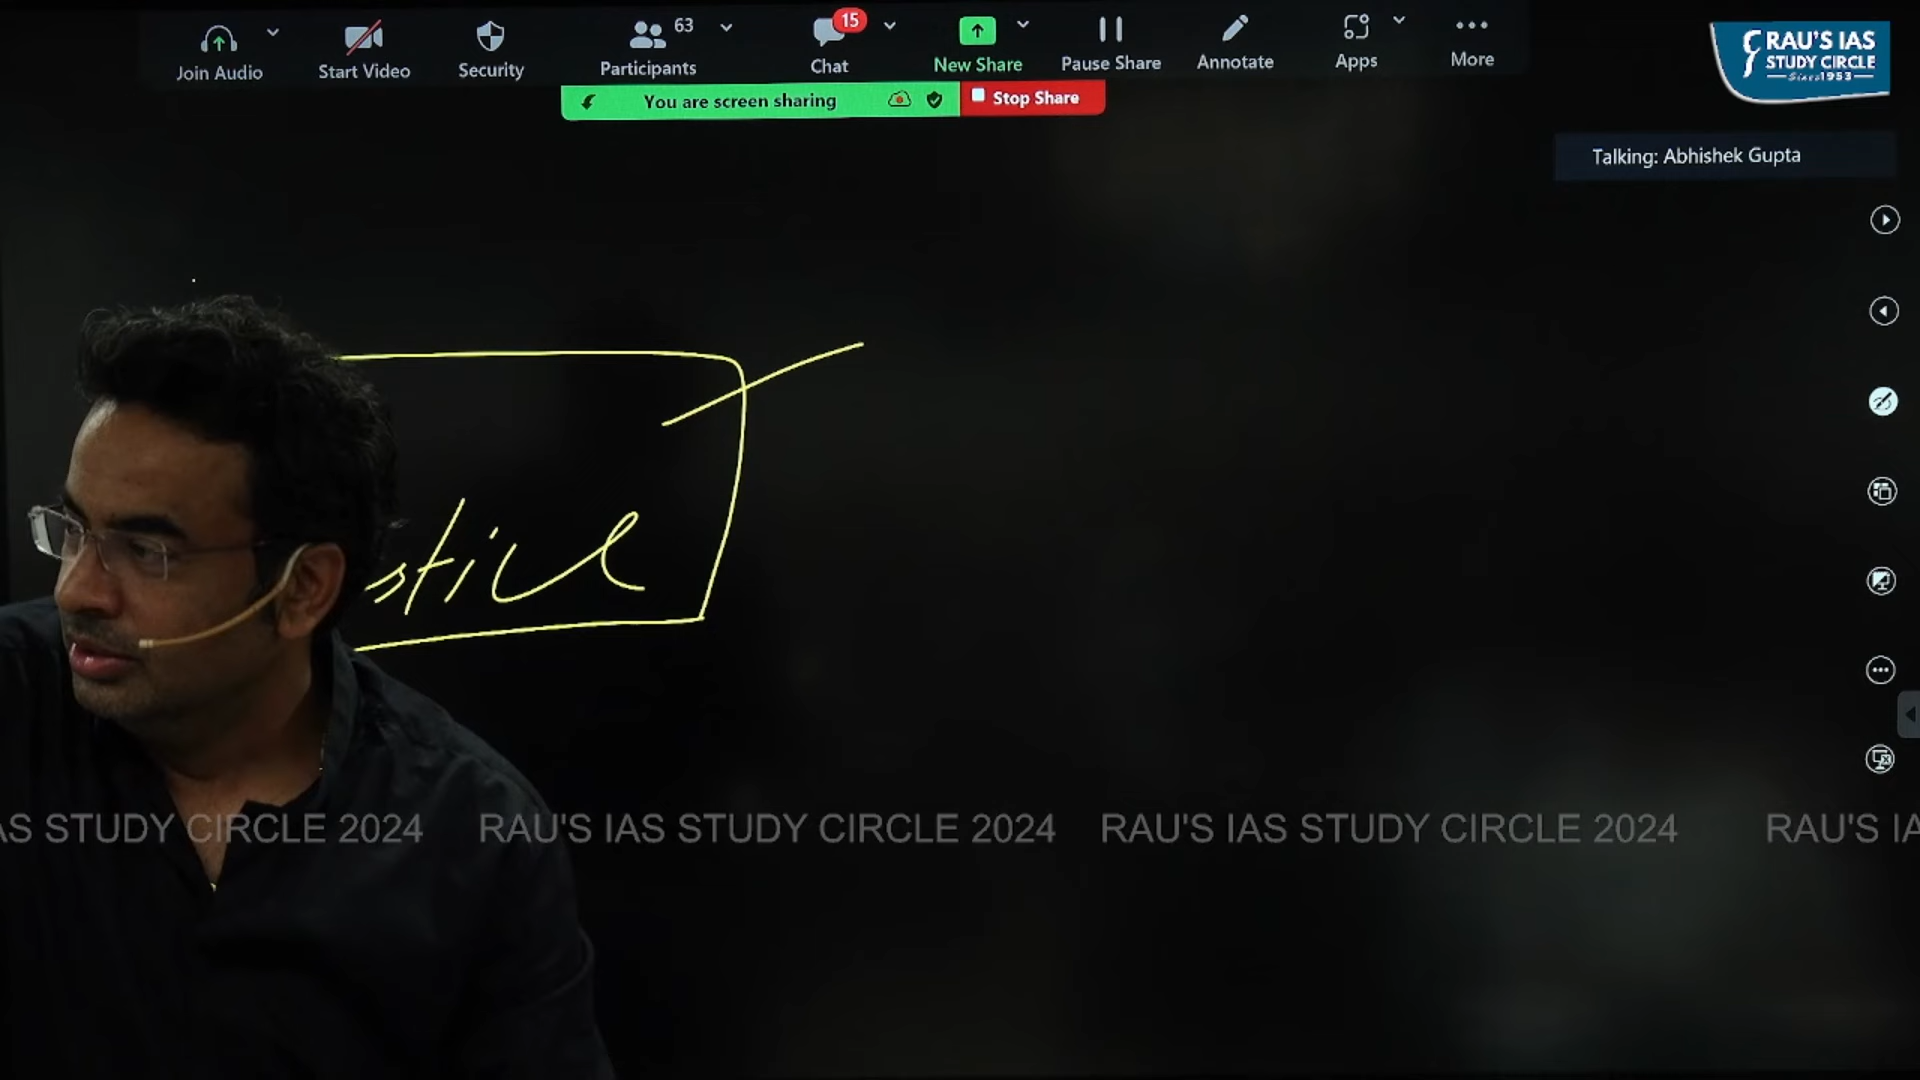 Join Audio
Start Video
Security
63
Participants
15
Chat
New Share
Pause Share
Annotate
Apps
More
RAU'S IAS
STUDY CIRCLE
Since 1953
You are screen sharing
Stop Share
Talking: Abhishek Gupta
stice
AS STUDY CIRCLE 2024 RAU'S IAS STUDY CIRCLE 2024 RAU'S IAS STUDY CIRCLE 2024 RAU'S IA